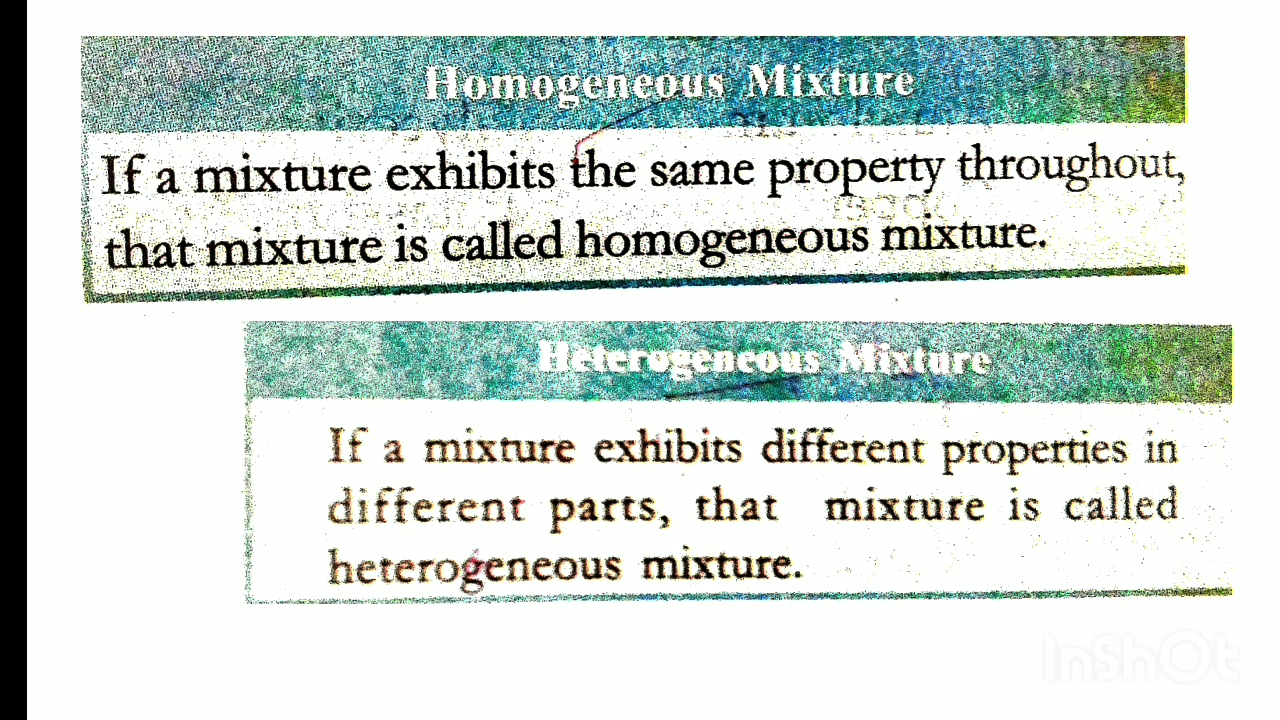 Homogeneous Mixture
If a mixture exhibits the same property throughout,
that mixture is called homogeneous mixture.
Heterogeneous Mixture
If a mixture exhibits different properties in
different parts, that mixture is called
heterogeneous mixture.
InShOt